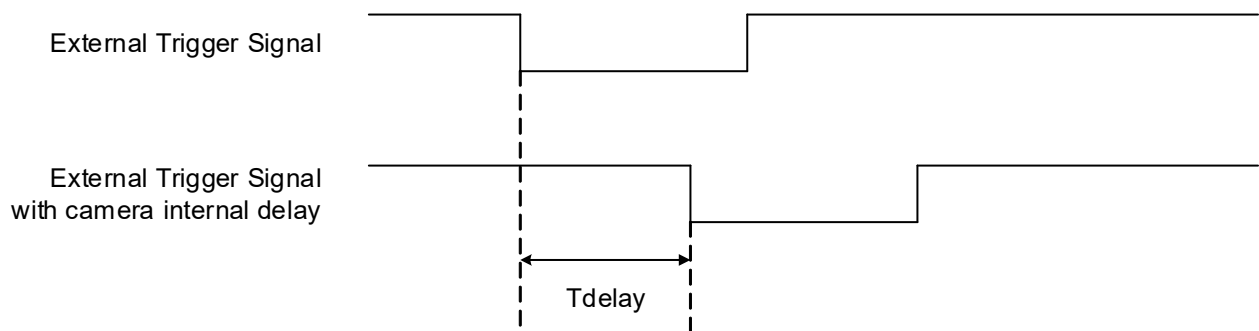 External Trigger Signal
External Trigger Signal
with camera internal delay
Tdelay